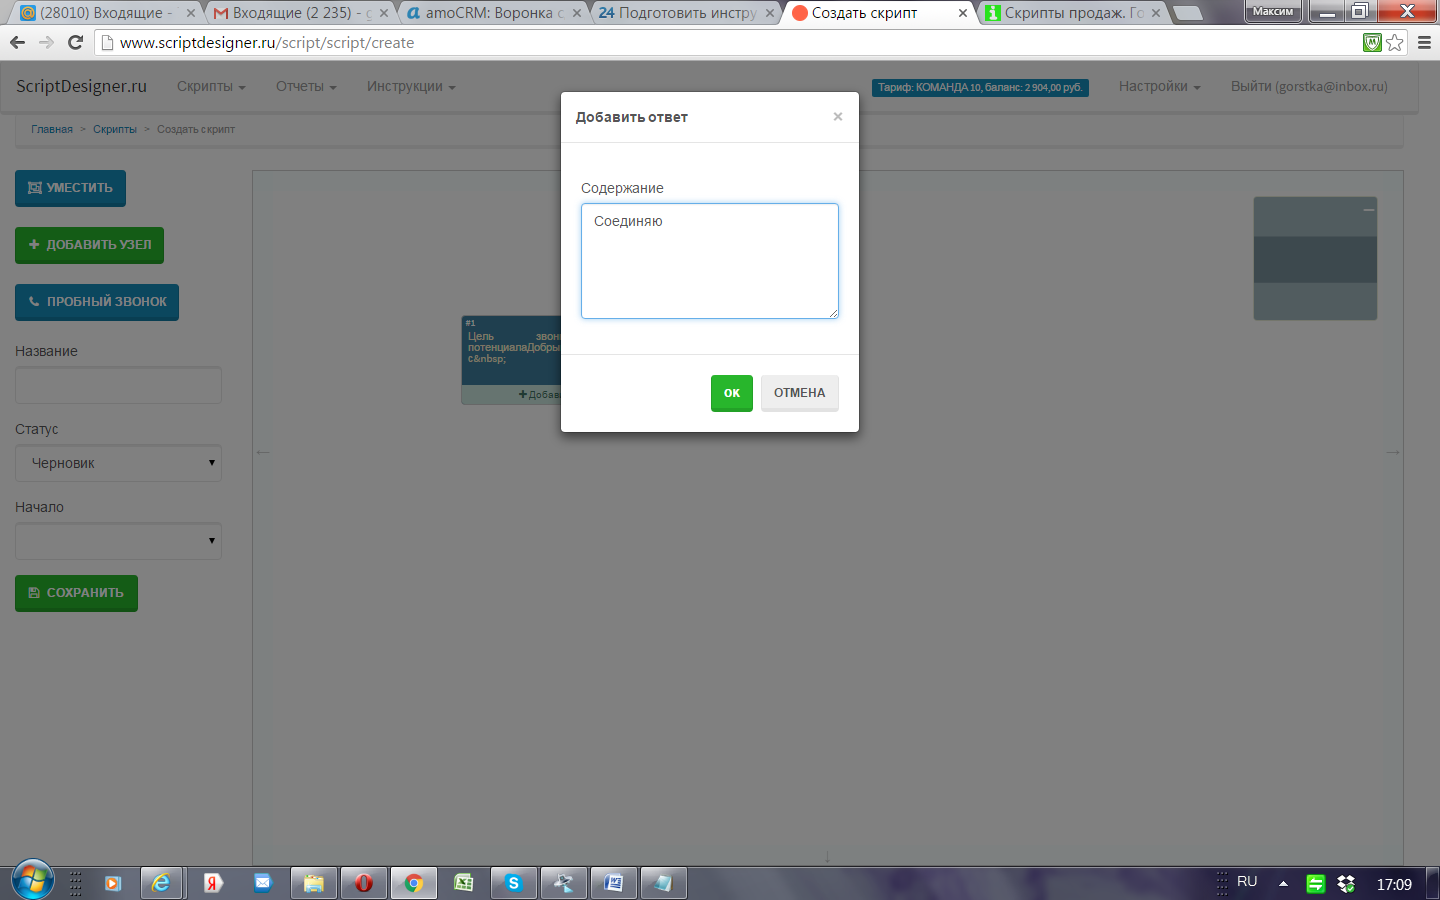 (28010) Входящие -
Входящие (2 235) - g
amoCRM: Воронка с
24 Подготовить инстру
Создать скрипт
Скрипты продаж. Го
Максим
www.scriptdesigner.ru/script/script/create
ScriptDesigner.ru
Скрипты
Отчеты
Инструкции
Тариф: КОМАНДА 10, баланс: 2 904,00 руб.
Настройки
Выйти (gorstka@inbox.ru)
Главная > Скрипты > Создать скрипт
УМЕСТИТЬ
ДОБАВИТЬ УЗЕЛ
ПРОБНЫЙ ЗВОНОК
Название
Статус
Черновик
Начало
СОХРАНИТЬ
#1
Цель звон
потенциалаДобры
с&nbsp;
Добав
Добавить ответ
×
Содержание
Соединяю
ОК
ОТМЕНА
RU
17:09